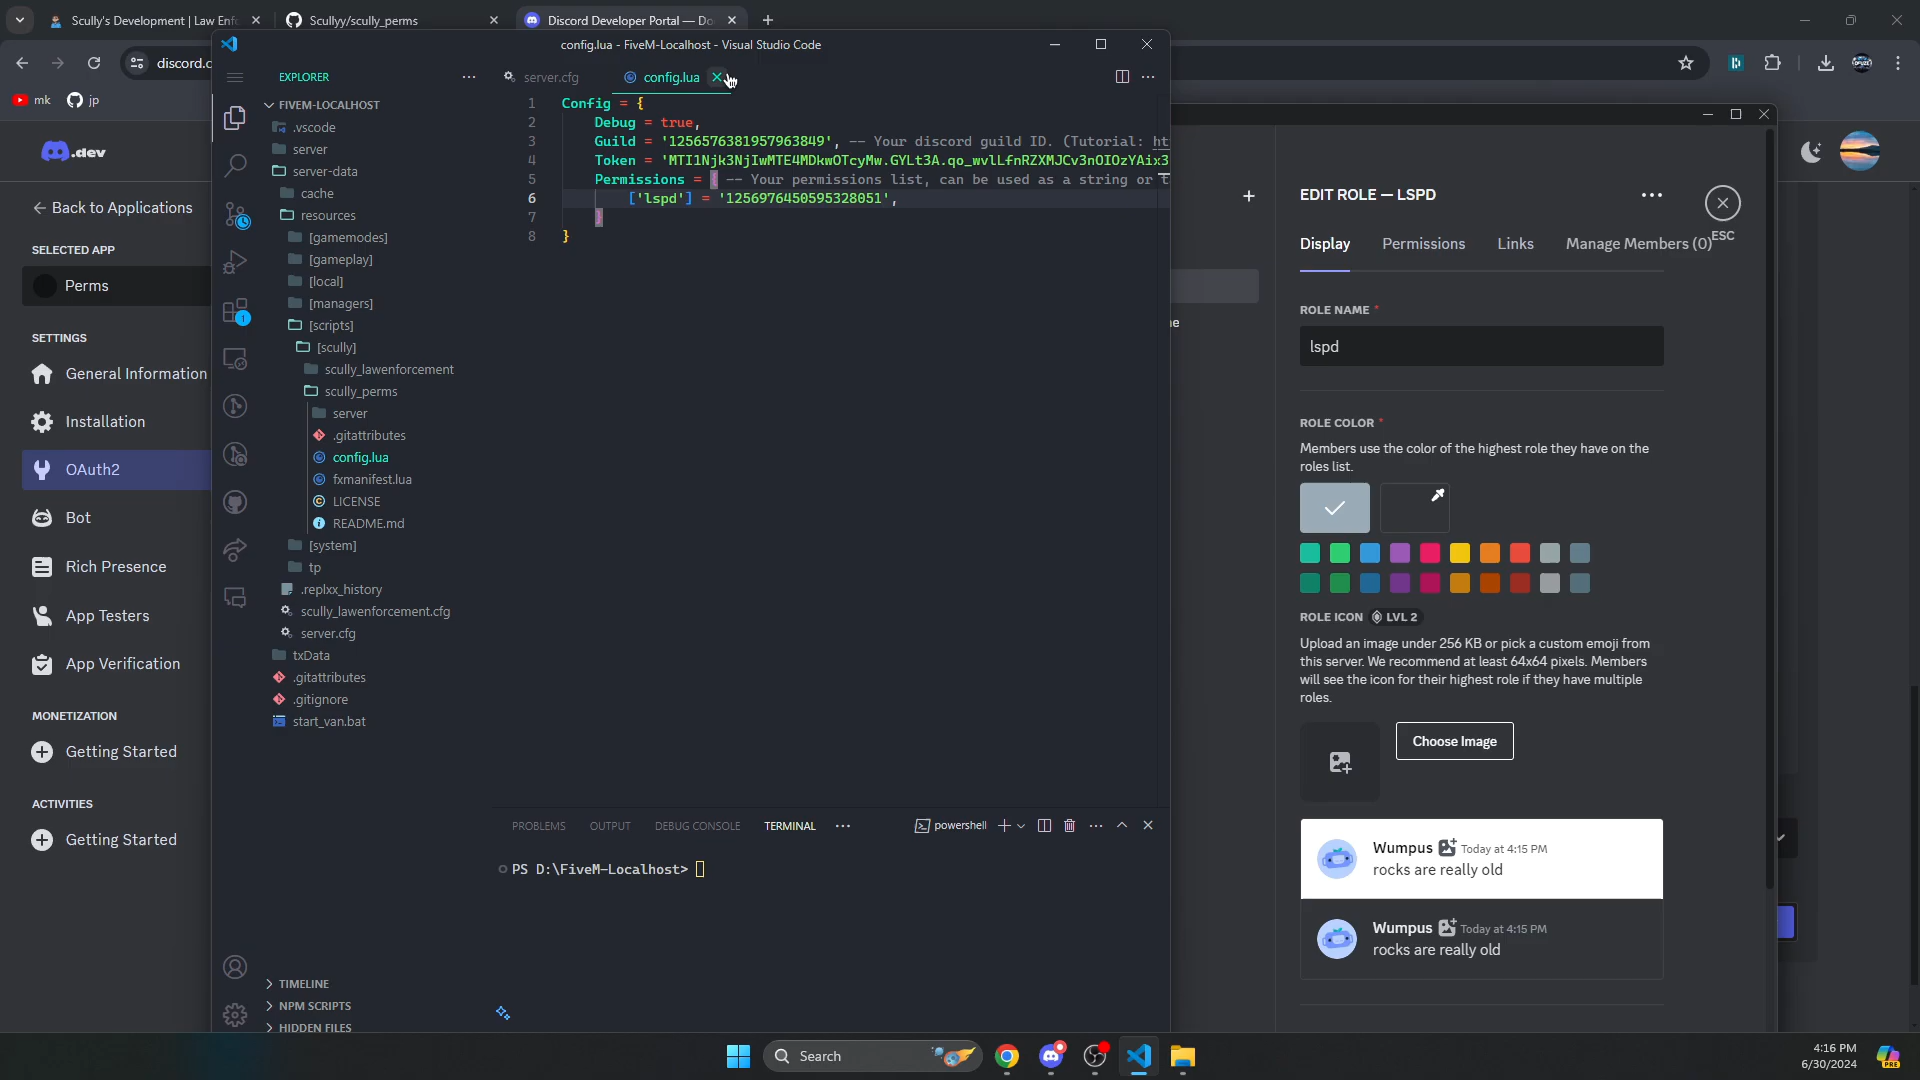 Scully's Development | Law Enf
Scullyy/scully_perms
Discord Developer Portal — Do
discord.c
mk
jp
.dev
Back to Applications
SELECTED APP
Perms
SETTINGS
General Information
Installation
OAuth2
Bot
Rich Presence
App Testers
App Verification
MONETIZATION
Getting Started
ACTIVITIES
Getting Started
config.lua - FiveM-Localhost - Visual Studio Code
EXPLORER
FIVEM-LOCALHOST
.vscode
server
server-data
cache
resources
[gamemodes]
[gameplay]
[local]
[managers]
[scripts]
[scully]
scully_lawenforcement
scully_perms
server
.gitattributes
config.lua
fxmanifest.lua
LICENSE
README.md
[system]
tp
.replxx_history
scully_lawenforcement.cfg
server.cfg
txData
.gitattributes
.gitignore
start_van.bat
TIMELINE
NPM SCRIPTS
HIDDEN FILES
server.cfg
config.lua
1 Config = {
2 Debug = true,
3 Guild = '1256576381957963849', -- Your discord guild ID. (Tutorial: ht
4 Token = 'MTI1Njk3NjIwMTE4MDkwOTcyMw.GYLt3A.qo_wvlLfnRZXMJCv3nOIOzYAix3
5 Permissions = { -- Your permissions list, can be used as a string or t
6 ['lspd'] = '1256976450595328051',
7 }
8 }
PROBLEMS
OUTPUT
DEBUG CONSOLE
TERMINAL
powershell
PS D:\FiveM-Localhost>
EDIT ROLE — LSPD
ESC
Display
Permissions
Links
Manage Members (0)
ROLE NAME *
lspd
ROLE COLOR *
Members use the color of the highest role they have on the
roles list.
ROLE ICON LVL 2
Upload an image under 256 KB or pick a custom emoji from
this server. We recommend at least 64x64 pixels. Members
will see the icon for their highest role if they have multiple
roles.
Choose Image
Wumpus Today at 4:15 PM
rocks are really old
Wumpus Today at 4:15 PM
rocks are really old
Search
4:16 PM
6/30/2024
PRE